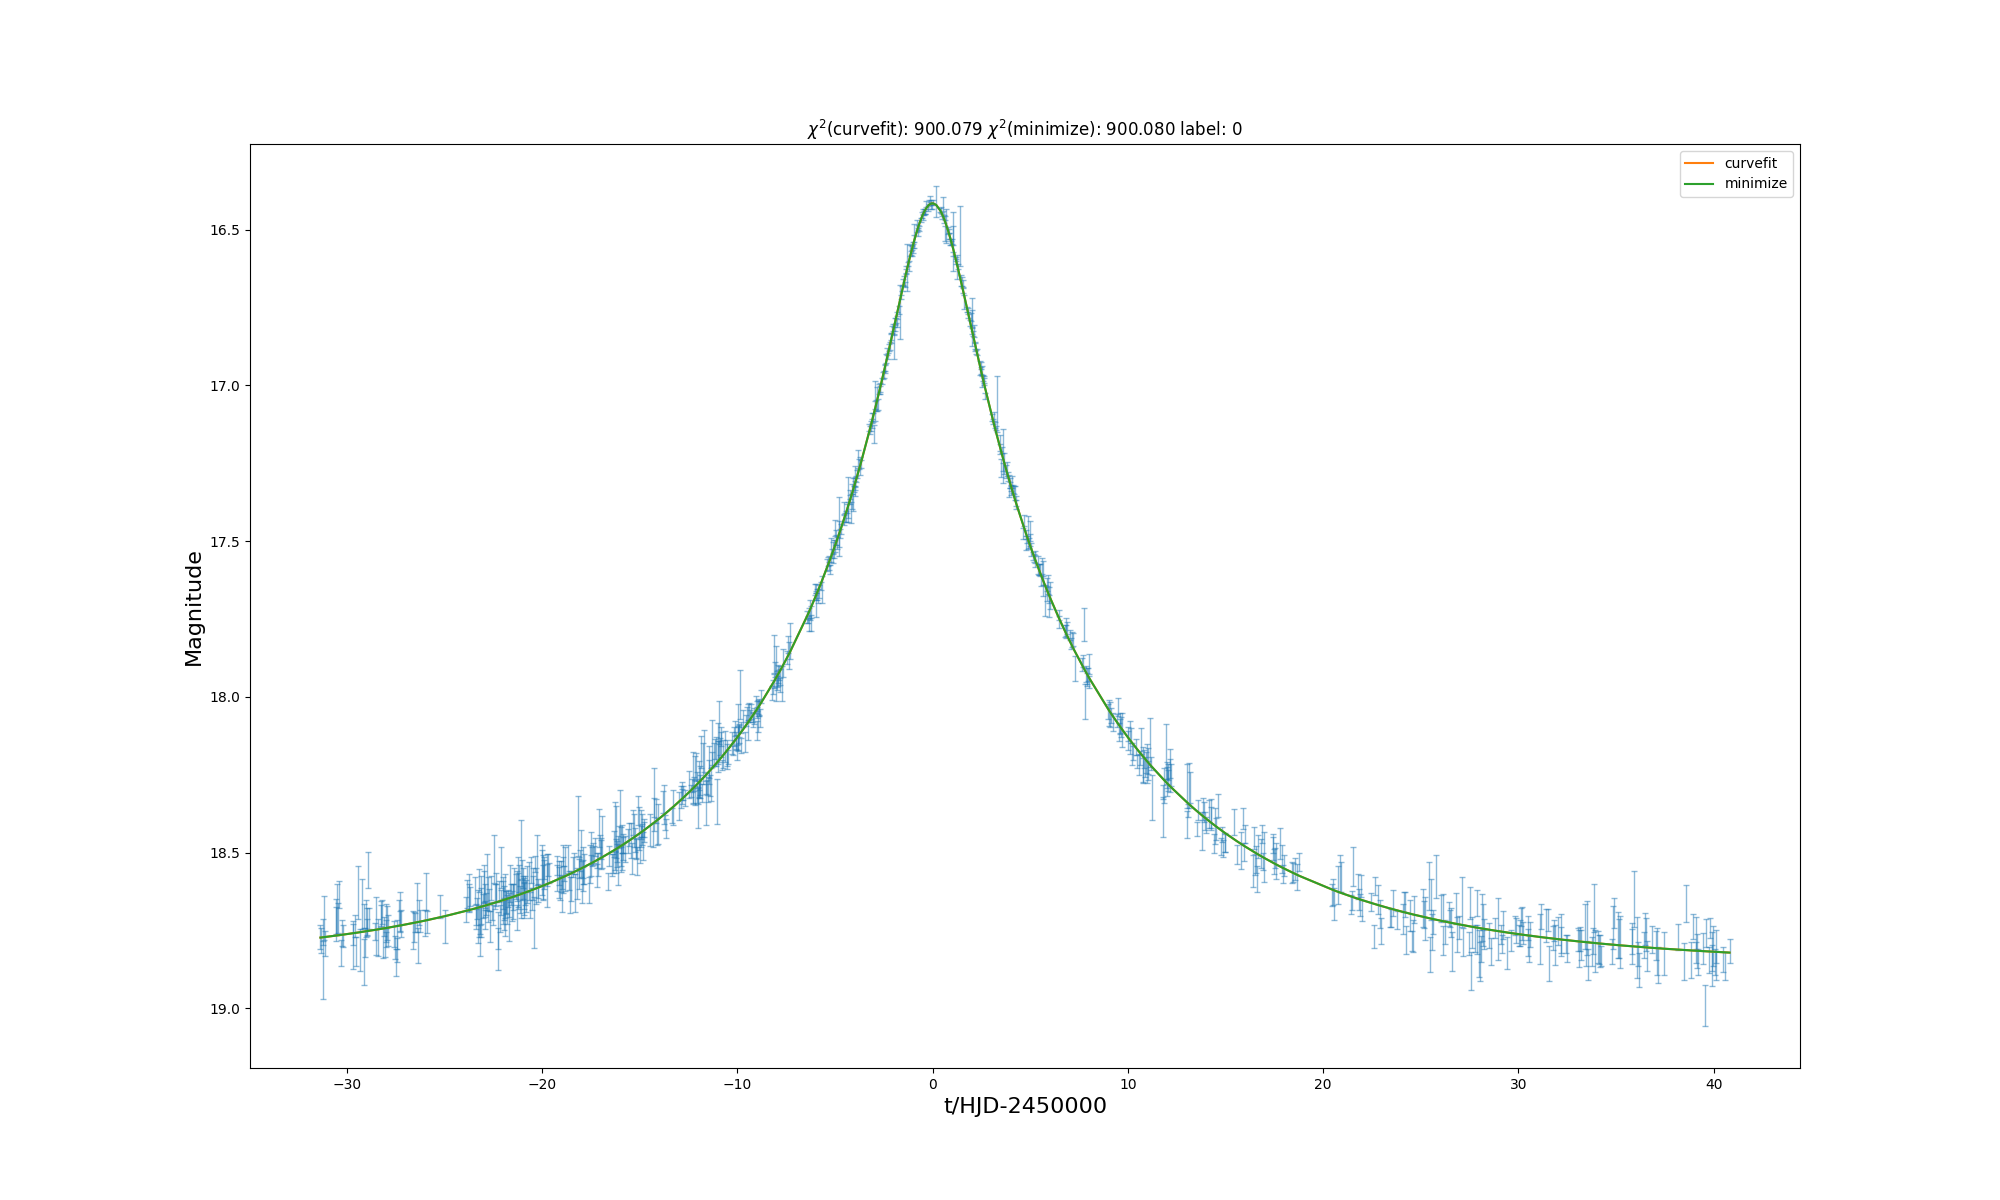 χ²(curvefit): 900.079 χ²(minimize): 900.080 label: 0
curvefit
minimize
16.5
17.0
17.5
18.0
18.5
19.0
Magnitude
−30
−20
−10
0
10
20
30
40
t/HJD-2450000